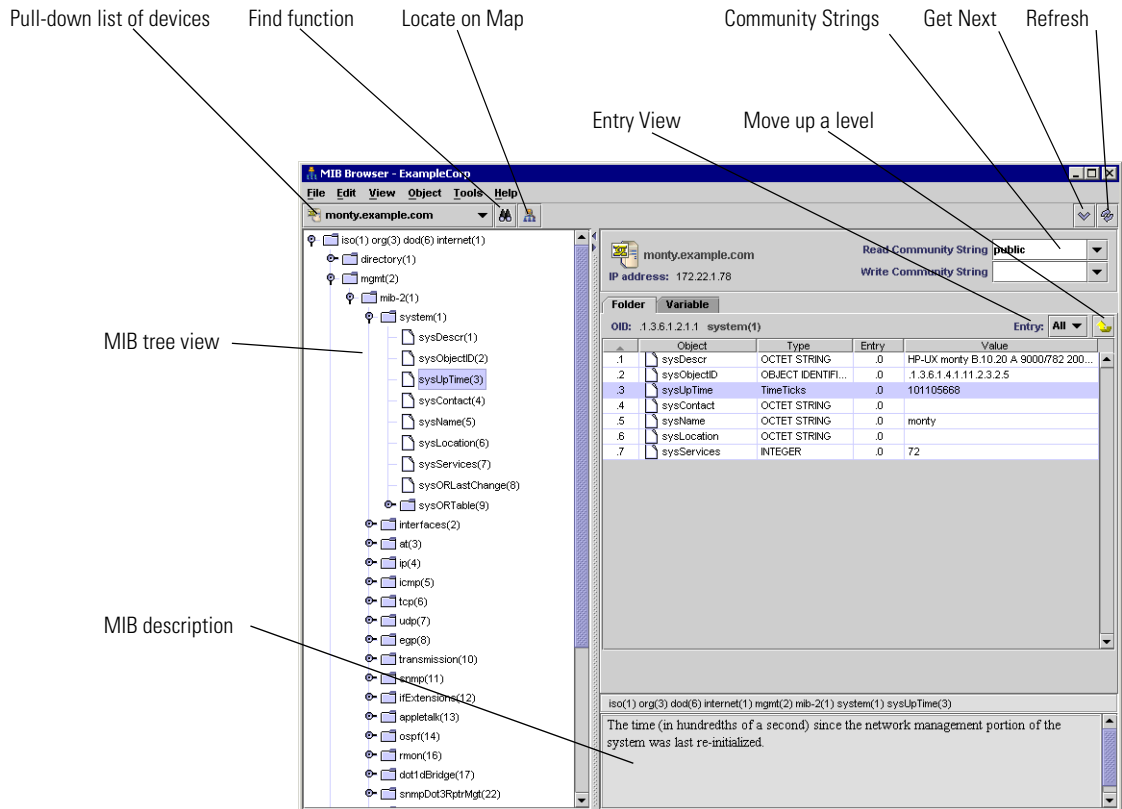 Pull-down list of devices
Find function
Locate on Map
Community Strings
Get Next
Refresh
Entry View
Move up a level
MIB tree view
MIB description
MIB Browser - ExampleCorp
File Edit View Object Tools Help
monty.example.com
iso(1) org(3) dod(6) internet(1)
directory(1)
mgmt(2)
mib-2(1)
system(1)
sysDescr(1)
sysObjectID(2)
sysUpTime(3)
sysContact(4)
sysName(5)
sysLocation(6)
sysServices(7)
sysORLastChange(8)
sysORTable(9)
interfaces(2)
at(3)
ip(4)
icmp(5)
tcp(6)
udp(7)
egp(8)
transmission(10)
snmp(11)
ifExtensions(12)
appletalk(13)
ospf(14)
rmon(16)
dot1dBridge(17)
snmpDot3RptrMgt(22)
monty.example.com
IP address: 172.22.1.78
Read Community String public
Write Community String
Folder Variable
OID: .1.3.6.1.2.1.1 system(1) Entry: All
Object Type Entry Value
.1 sysDescr OCTET STRING .0 HP-UX monty B.10.20 A 9000/782 200...
.2 sysObjectID OBJECT IDENTIFI... .0 .1.3.6.1.4.1.11.2.3.2.5
.3 sysUpTime TimeTicks .0 101105668
.4 sysContact OCTET STRING .0
.5 sysName OCTET STRING .0 monty
.6 sysLocation OCTET STRING .0
.7 sysServices INTEGER .0 72
iso(1) org(3) dod(6) internet(1) mgmt(2) mib-2(1) system(1) sysUpTime(3)
The time (in hundredths of a second) since the network management portion of the
system was last re-initialized.